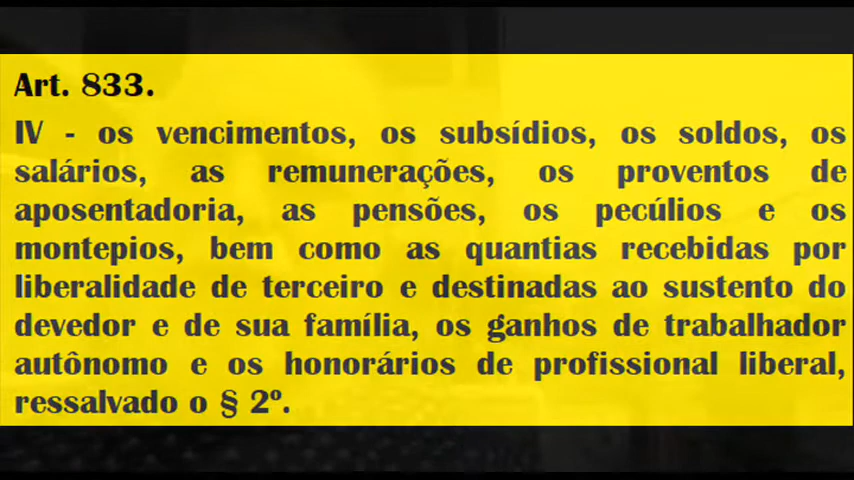 Art. 833.
IV - os vencimentos, os subsídios, os soldos, os
salários, as remunerações, os proventos de
aposentadoria, as pensões, os pecúlios e os
montepios, bem como as quantias recebidas por
liberalidade de terceiro e destinadas ao sustento do
devedor e de sua família, os ganhos de trabalhador
autônomo e os honorários de profissional liberal,
ressalvado o § 2º.